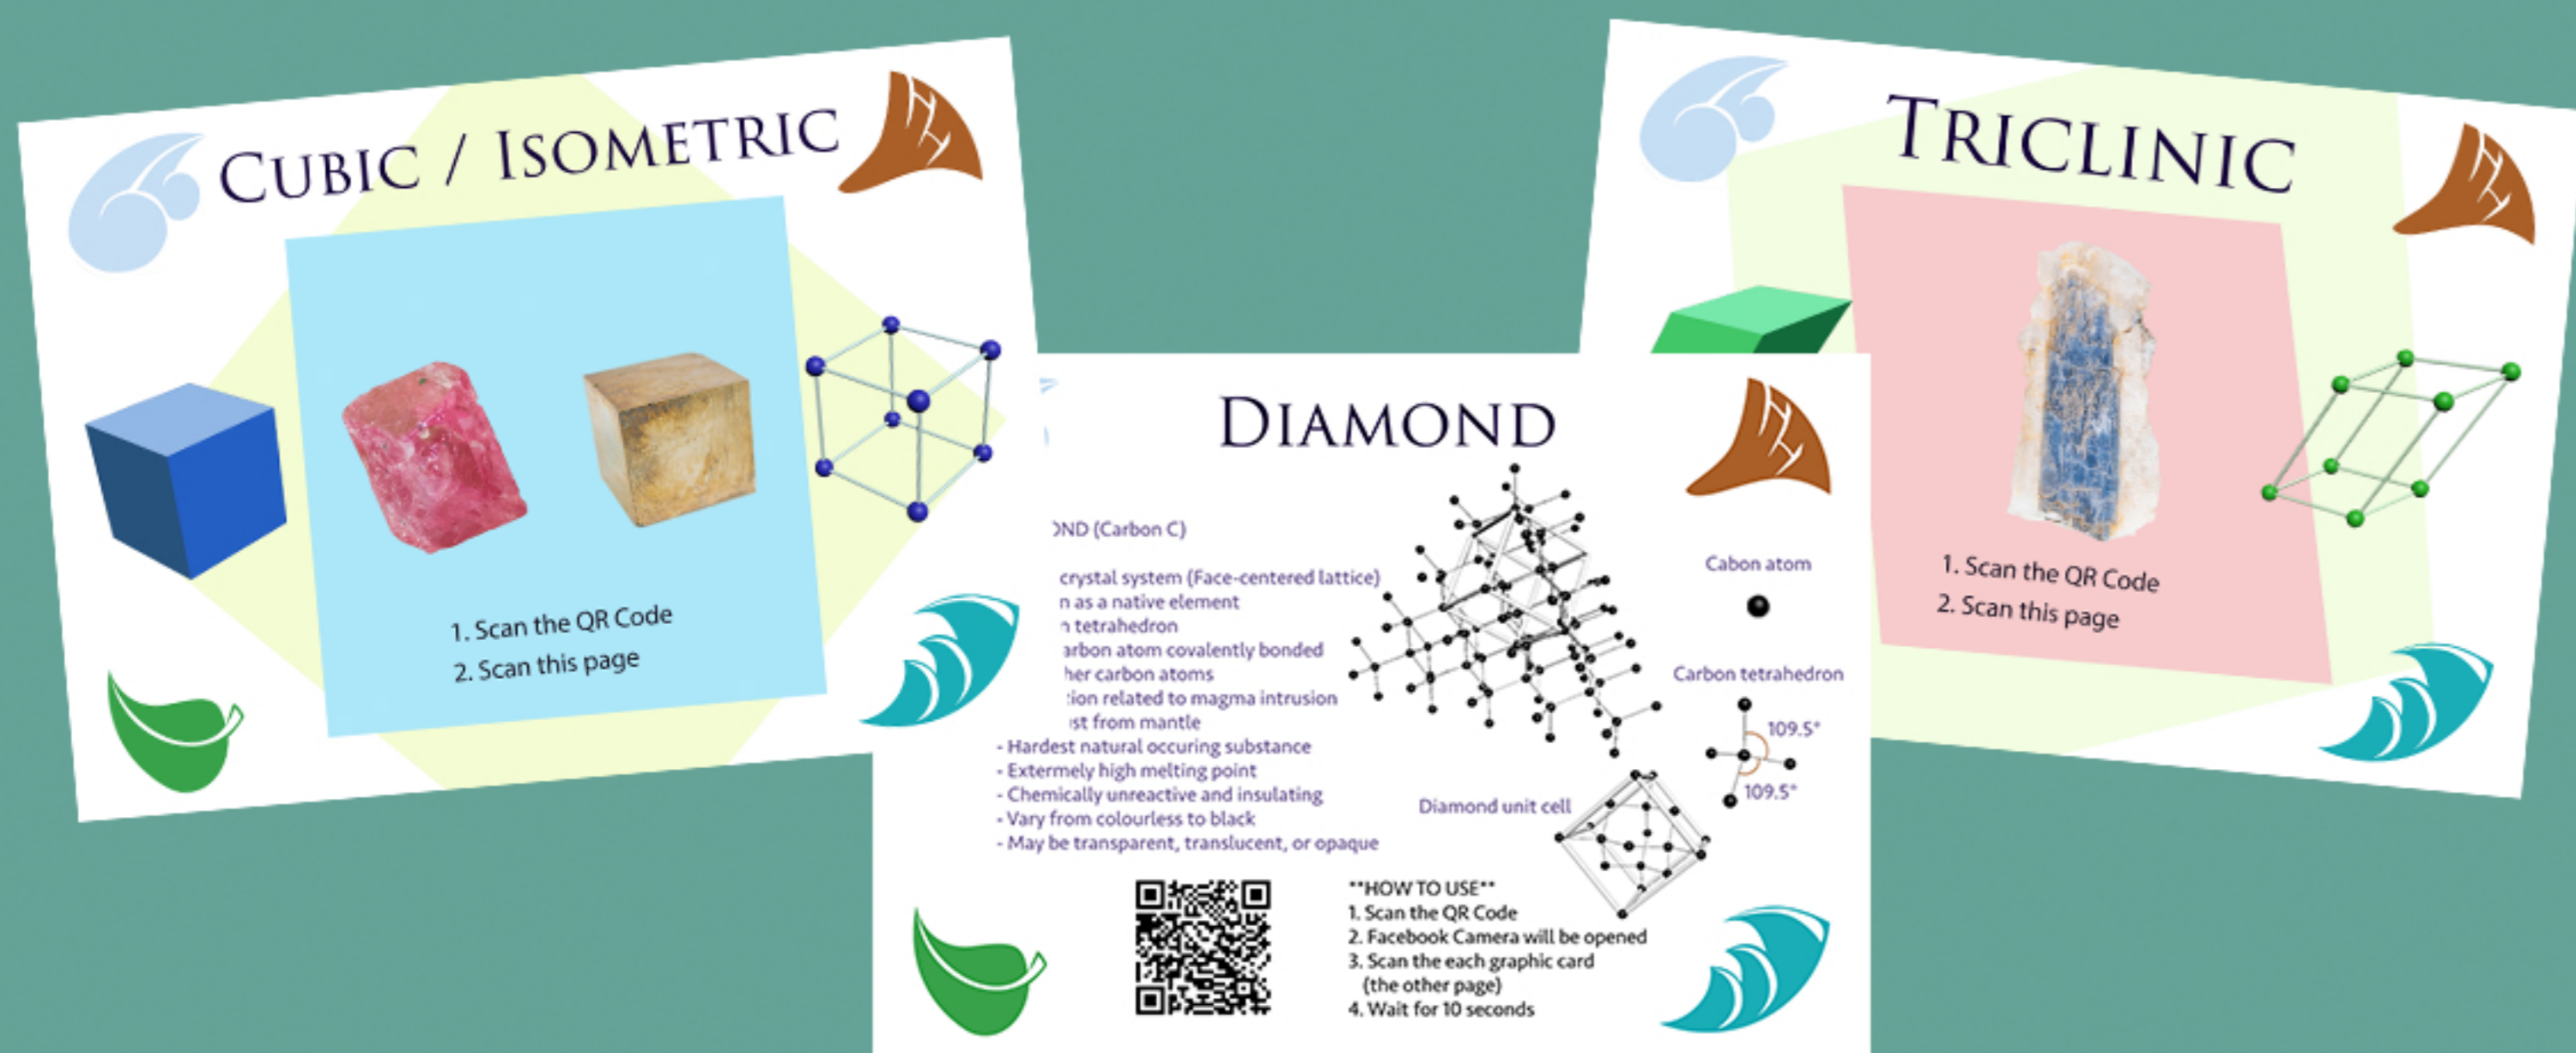 CUBIC / ISOMETRIC
1. Scan the QR Code
2. Scan this page
TRICLINIC
1. Scan the QR Code
2. Scan this page
DIAMOND
(Carbon C)
crystal system (Face-centered lattice)
as a native element
tetrahedron
atom covalently bonded
carbon atoms
related to magma intrusion
from mantle
- Hardest natural occuring substance
- Extermely high melting point
- Chemically unreactive and insulating
- Vary from colourless to black
- May be transparent, translucent, or opaque
Cabon atom
Carbon tetrahedron
109.5°
109.5°
Diamond unit cell
**HOW TO USE**
1. Scan the QR Code
2. Facebook Camera will be opened
3. Scan the each graphic card
(the other page)
4. Wait for 10 seconds